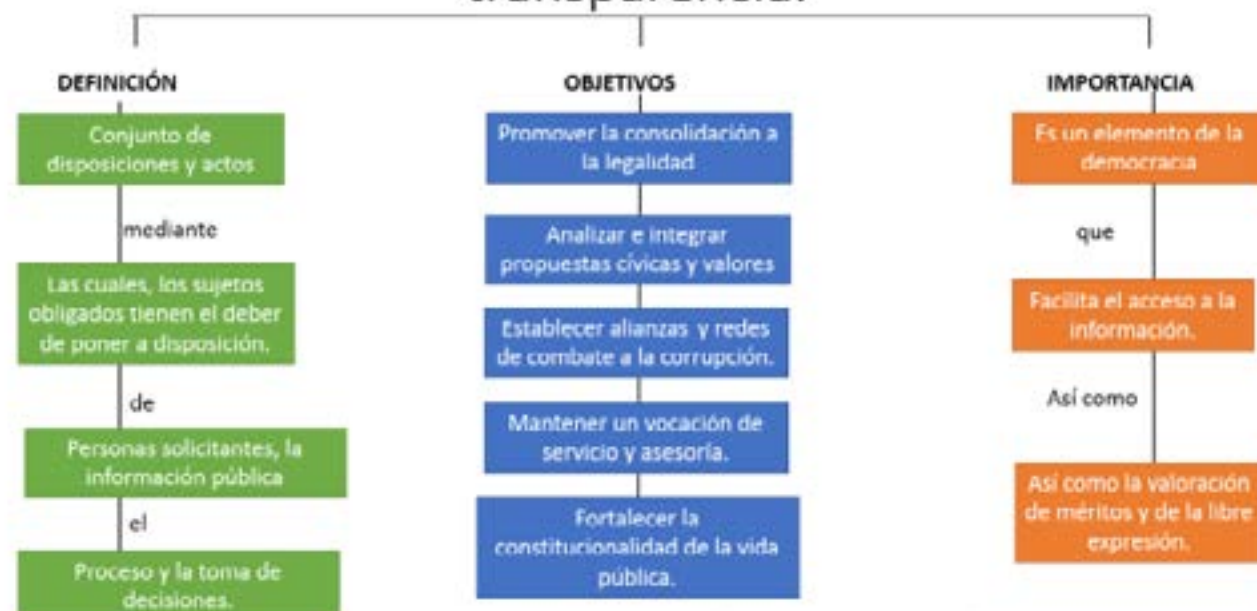 transparencia.
DEFINICIÓN
Conjunto de
disposiciones y actos
mediante
Las cuales, los sujetos
obligados tienen el deber
de poner a disposición.
de
Personas solicitantes, la
información pública
el
Proceso y la toma de
decisiones.
OBJETIVOS
Promover la consolidación a
la legalidad
Analizar e integrar
propuestas cívicas y valores
Establecer alianzas y redes
de combate a la corrupción.
Mantener un vocación de
servicio y asesoría.
Fortalecer la
constitucionalidad de la vida
pública.
IMPORTANCIA
Es un elemento de la
democracia
que
Facilita el acceso a la
información.
Así como
Así como la valoración
de méritos y de la libre
expresión.